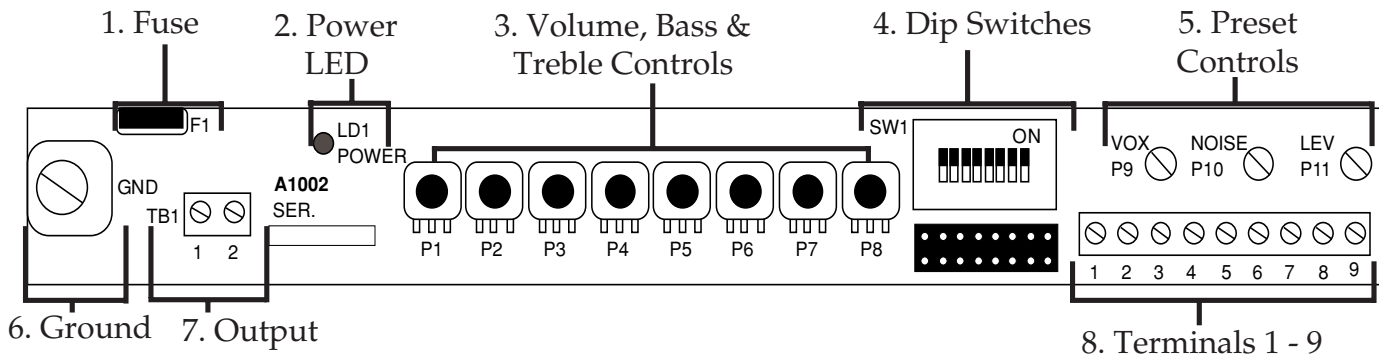 1. Fuse
2. Power
LED
3. Volume, Bass &
Treble Controls
4. Dip Switches
5. Preset
Controls
F1
LD1
POWER
SW1
ON
VOX
P9
NOISE
P10
LEV
P11
GND
TB1
1 2
A1002
SER.
P1 P2 P3 P4 P5 P6 P7 P8
1 2 3 4 5 6 7 8 9
6. Ground
7. Output
8. Terminals 1 - 9